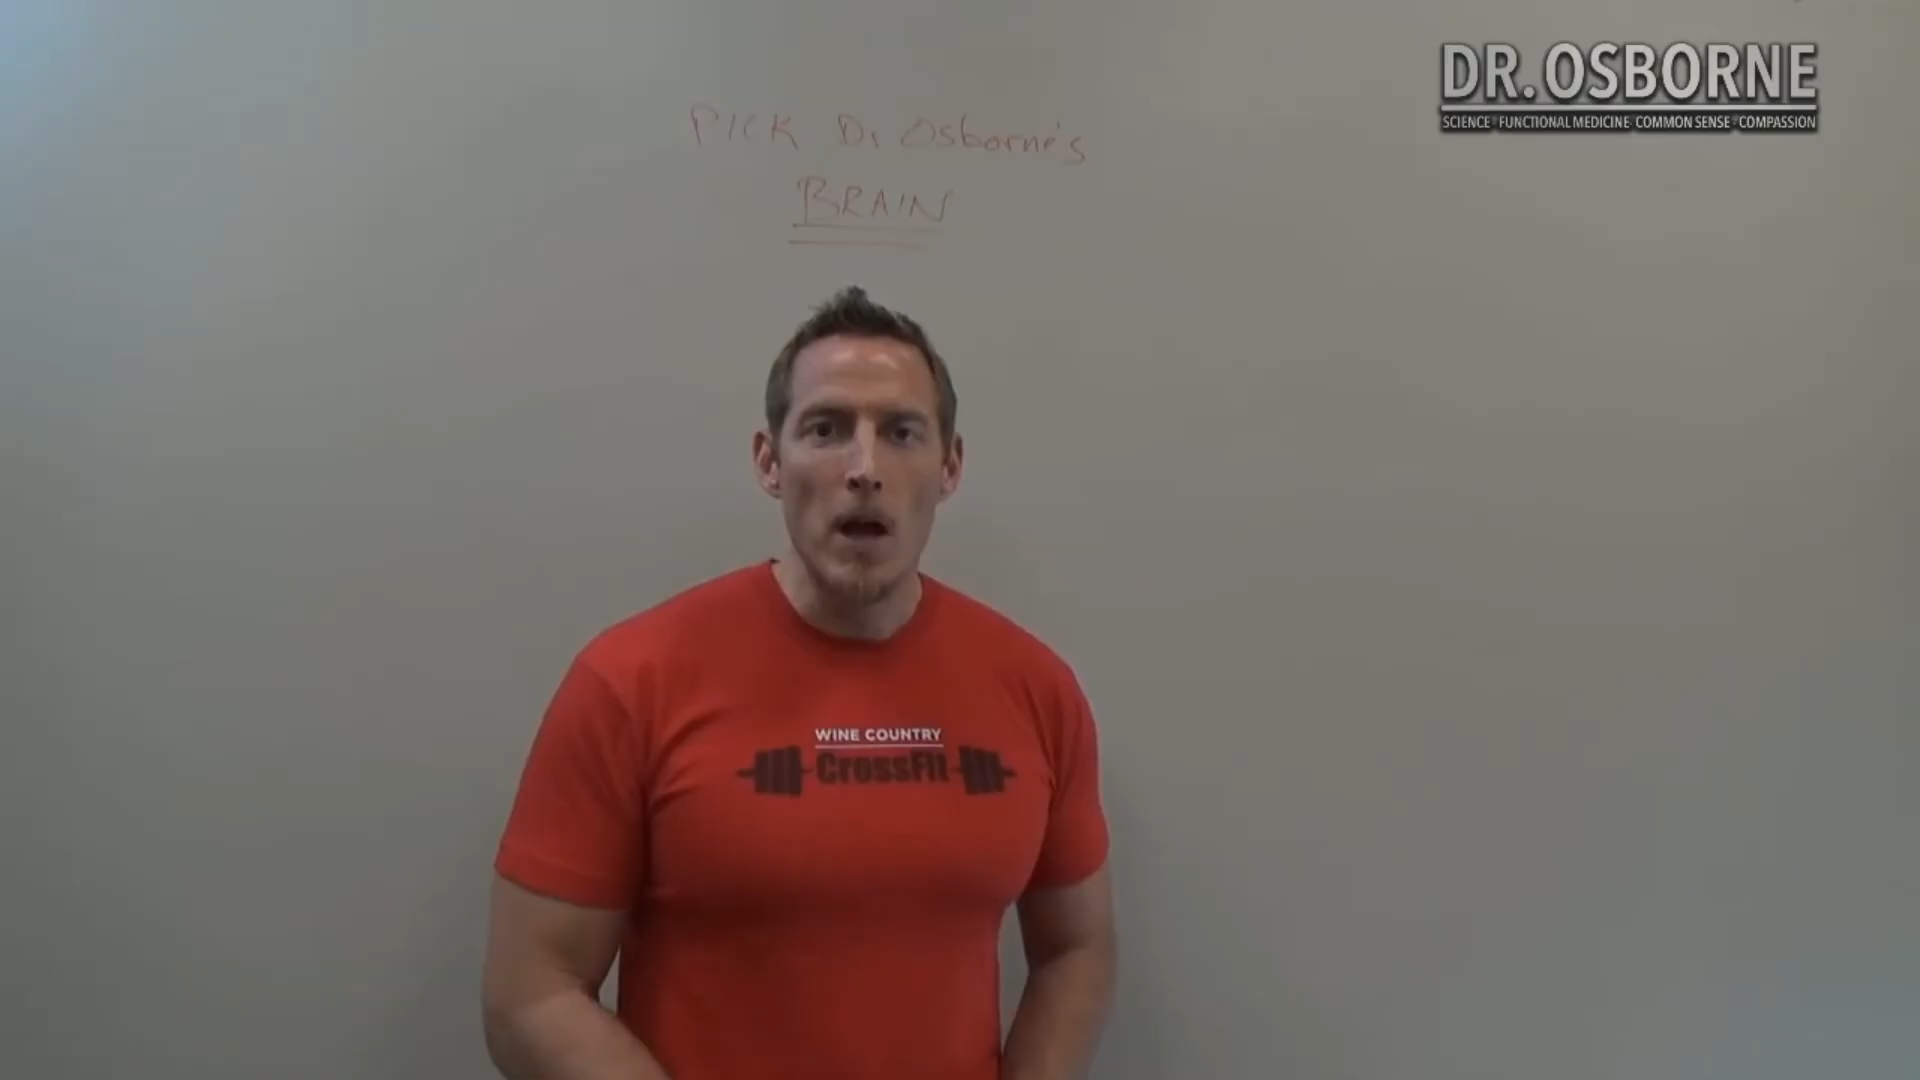 DR. OSBORNE
SCIENCE · FUNCTIONAL MEDICINE · COMMON SENSE · COMPASSION
PICK Dr Osborne's
BRAIN
WINE COUNTRY
CrossFit